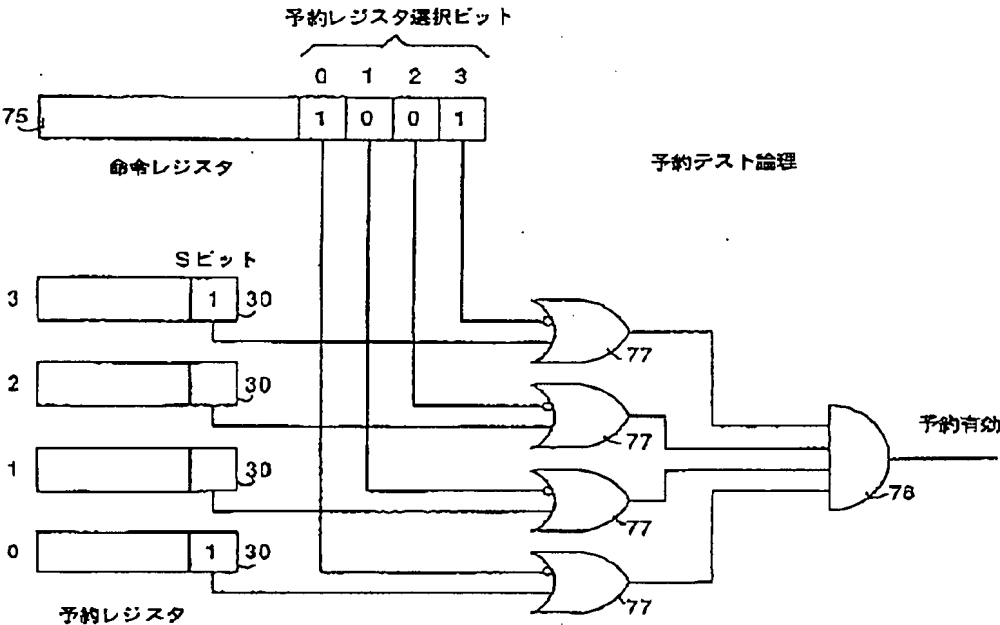 予約レジスタ選択ビット
0 1 2 3
75 1 0 0 1
命令レジスタ
予約テスト論理
Sビット
3 1 30
77
2 30
77
予約有効
1 30
78
77
0 1 30
77
予約レジスタ